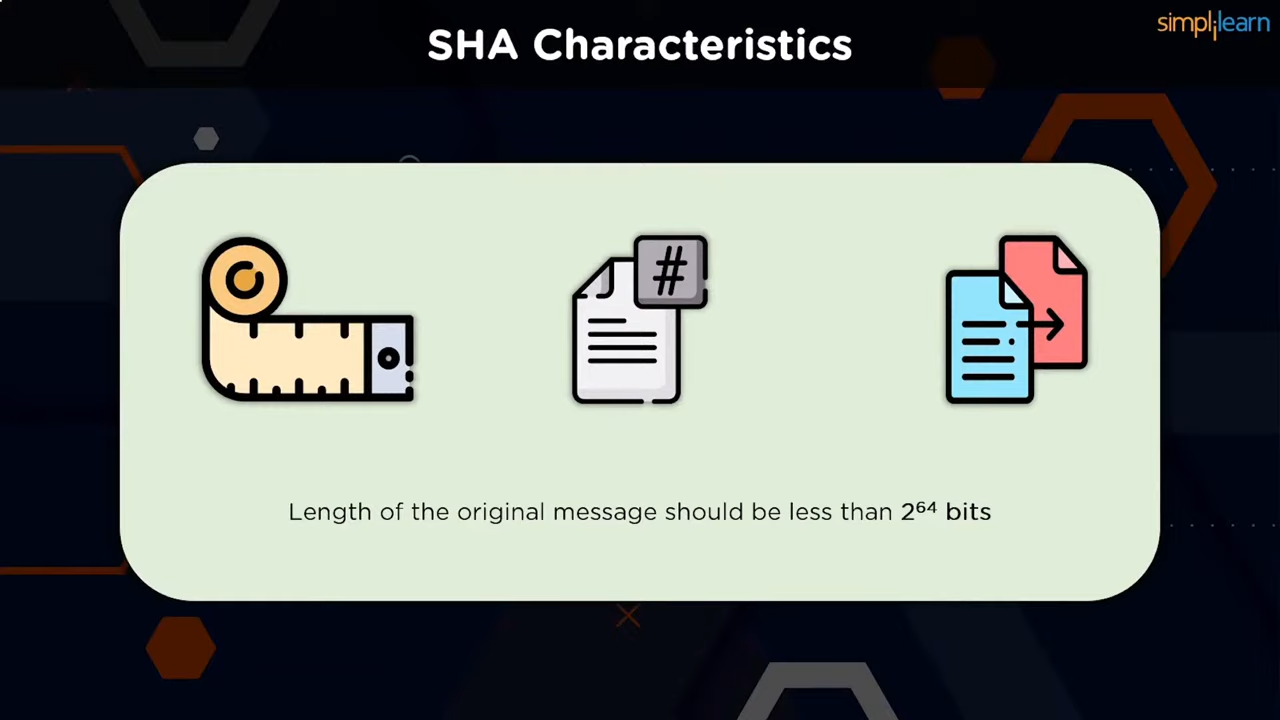 SHA Characteristics
simplilearn
#
Length of the original message should be less than 2⁶⁴ bits